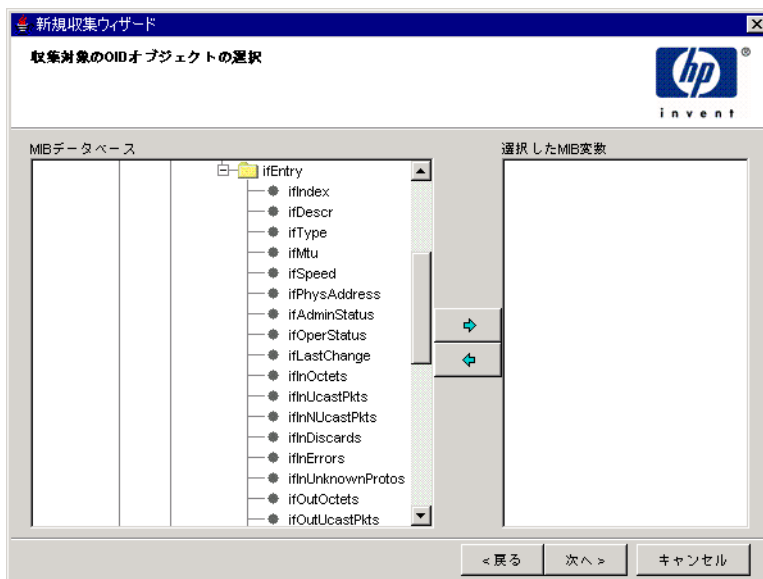 新規収集ウィザード
収集対象のOIDオブジェクトの選択
hp
®
invent
MIBデータベース
選択したMIB変数
ifEntry
ifIndex
ifDescr
ifType
ifMtu
ifSpeed
ifPhysAddress
ifAdminStatus
ifOperStatus
ifLastChange
ifInOctets
ifInUcastPkts
ifInNUcastPkts
ifInDiscards
ifInErrors
ifInUnknownProtos
ifOutOctets
ifOutUcastPkts
<戻る
次へ>
キャンセル